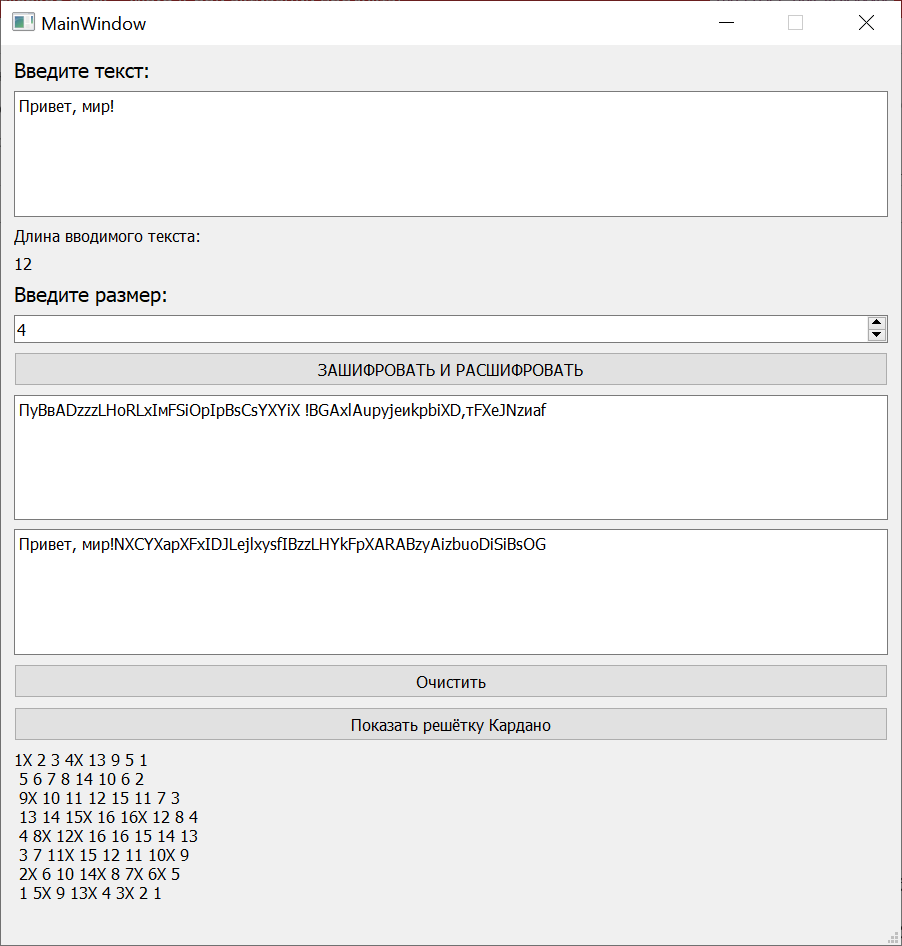 MainWindow
Введите текст:
Привет, мир!
Длина вводимого текста:
12
Введите размер:
4
ЗАШИФРОВАТЬ И РАСШИФРОВАТЬ
ПуВвADzzzLHoRLxIмFSiOpIpBsCsYXYiX !BGAxlAupyjеиkpbiXD,тFXeJNzиaf
Привет, мир!NXCYXapXFxIDJLejlxysfIBzzLHYkFpXARABzyAizbuoDiSiBsOG
Очистить
Показать решётку Кардано
1X 2 3 4X 13 9 5 1
5 6 7 8 14 10 6 2
9X 10 11 12 15 11 7 3
13 14 15X 16 16X 12 8 4
4 8X 12X 16 16 15 14 13
3 7 11X 15 12 11 10X 9
2X 6 10 14X 8 7X 6X 5
1 5X 9 13X 4 3X 2 1